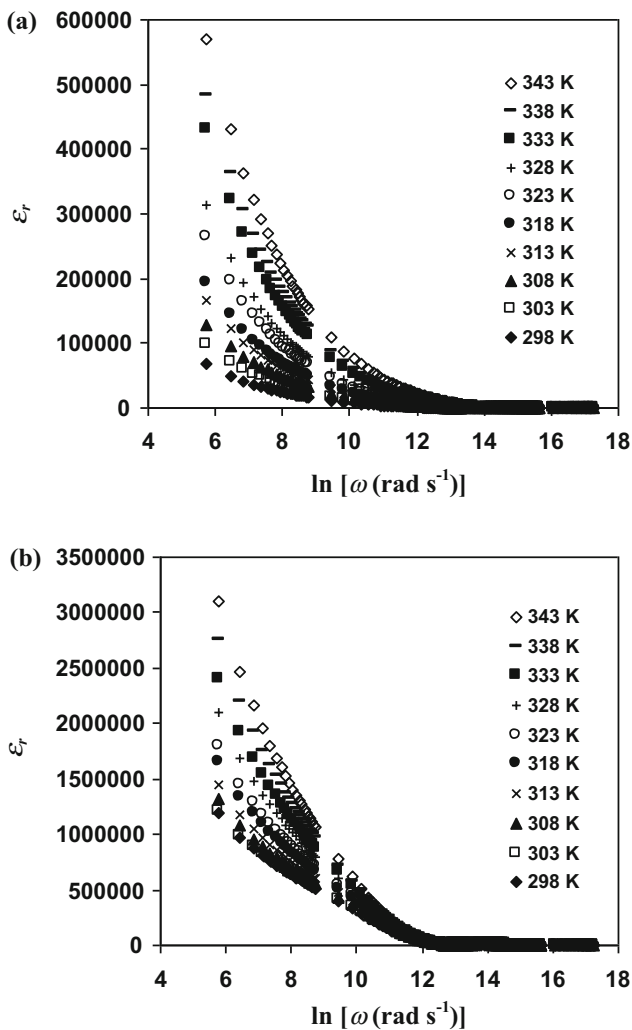 (a)
600000
500000
400000
300000
200000
100000
0
εr
343 K
338 K
333 K
328 K
323 K
318 K
313 K
308 K
303 K
298 K
4 6 8 10 12 14 16 18
ln [ω (rad s-1)]
(b)
3500000
3000000
2500000
2000000
1500000
1000000
500000
0
εr
343 K
338 K
333 K
328 K
323 K
318 K
313 K
308 K
303 K
298 K
4 6 8 10 12 14 16 18
ln [ω (rad s-1)]